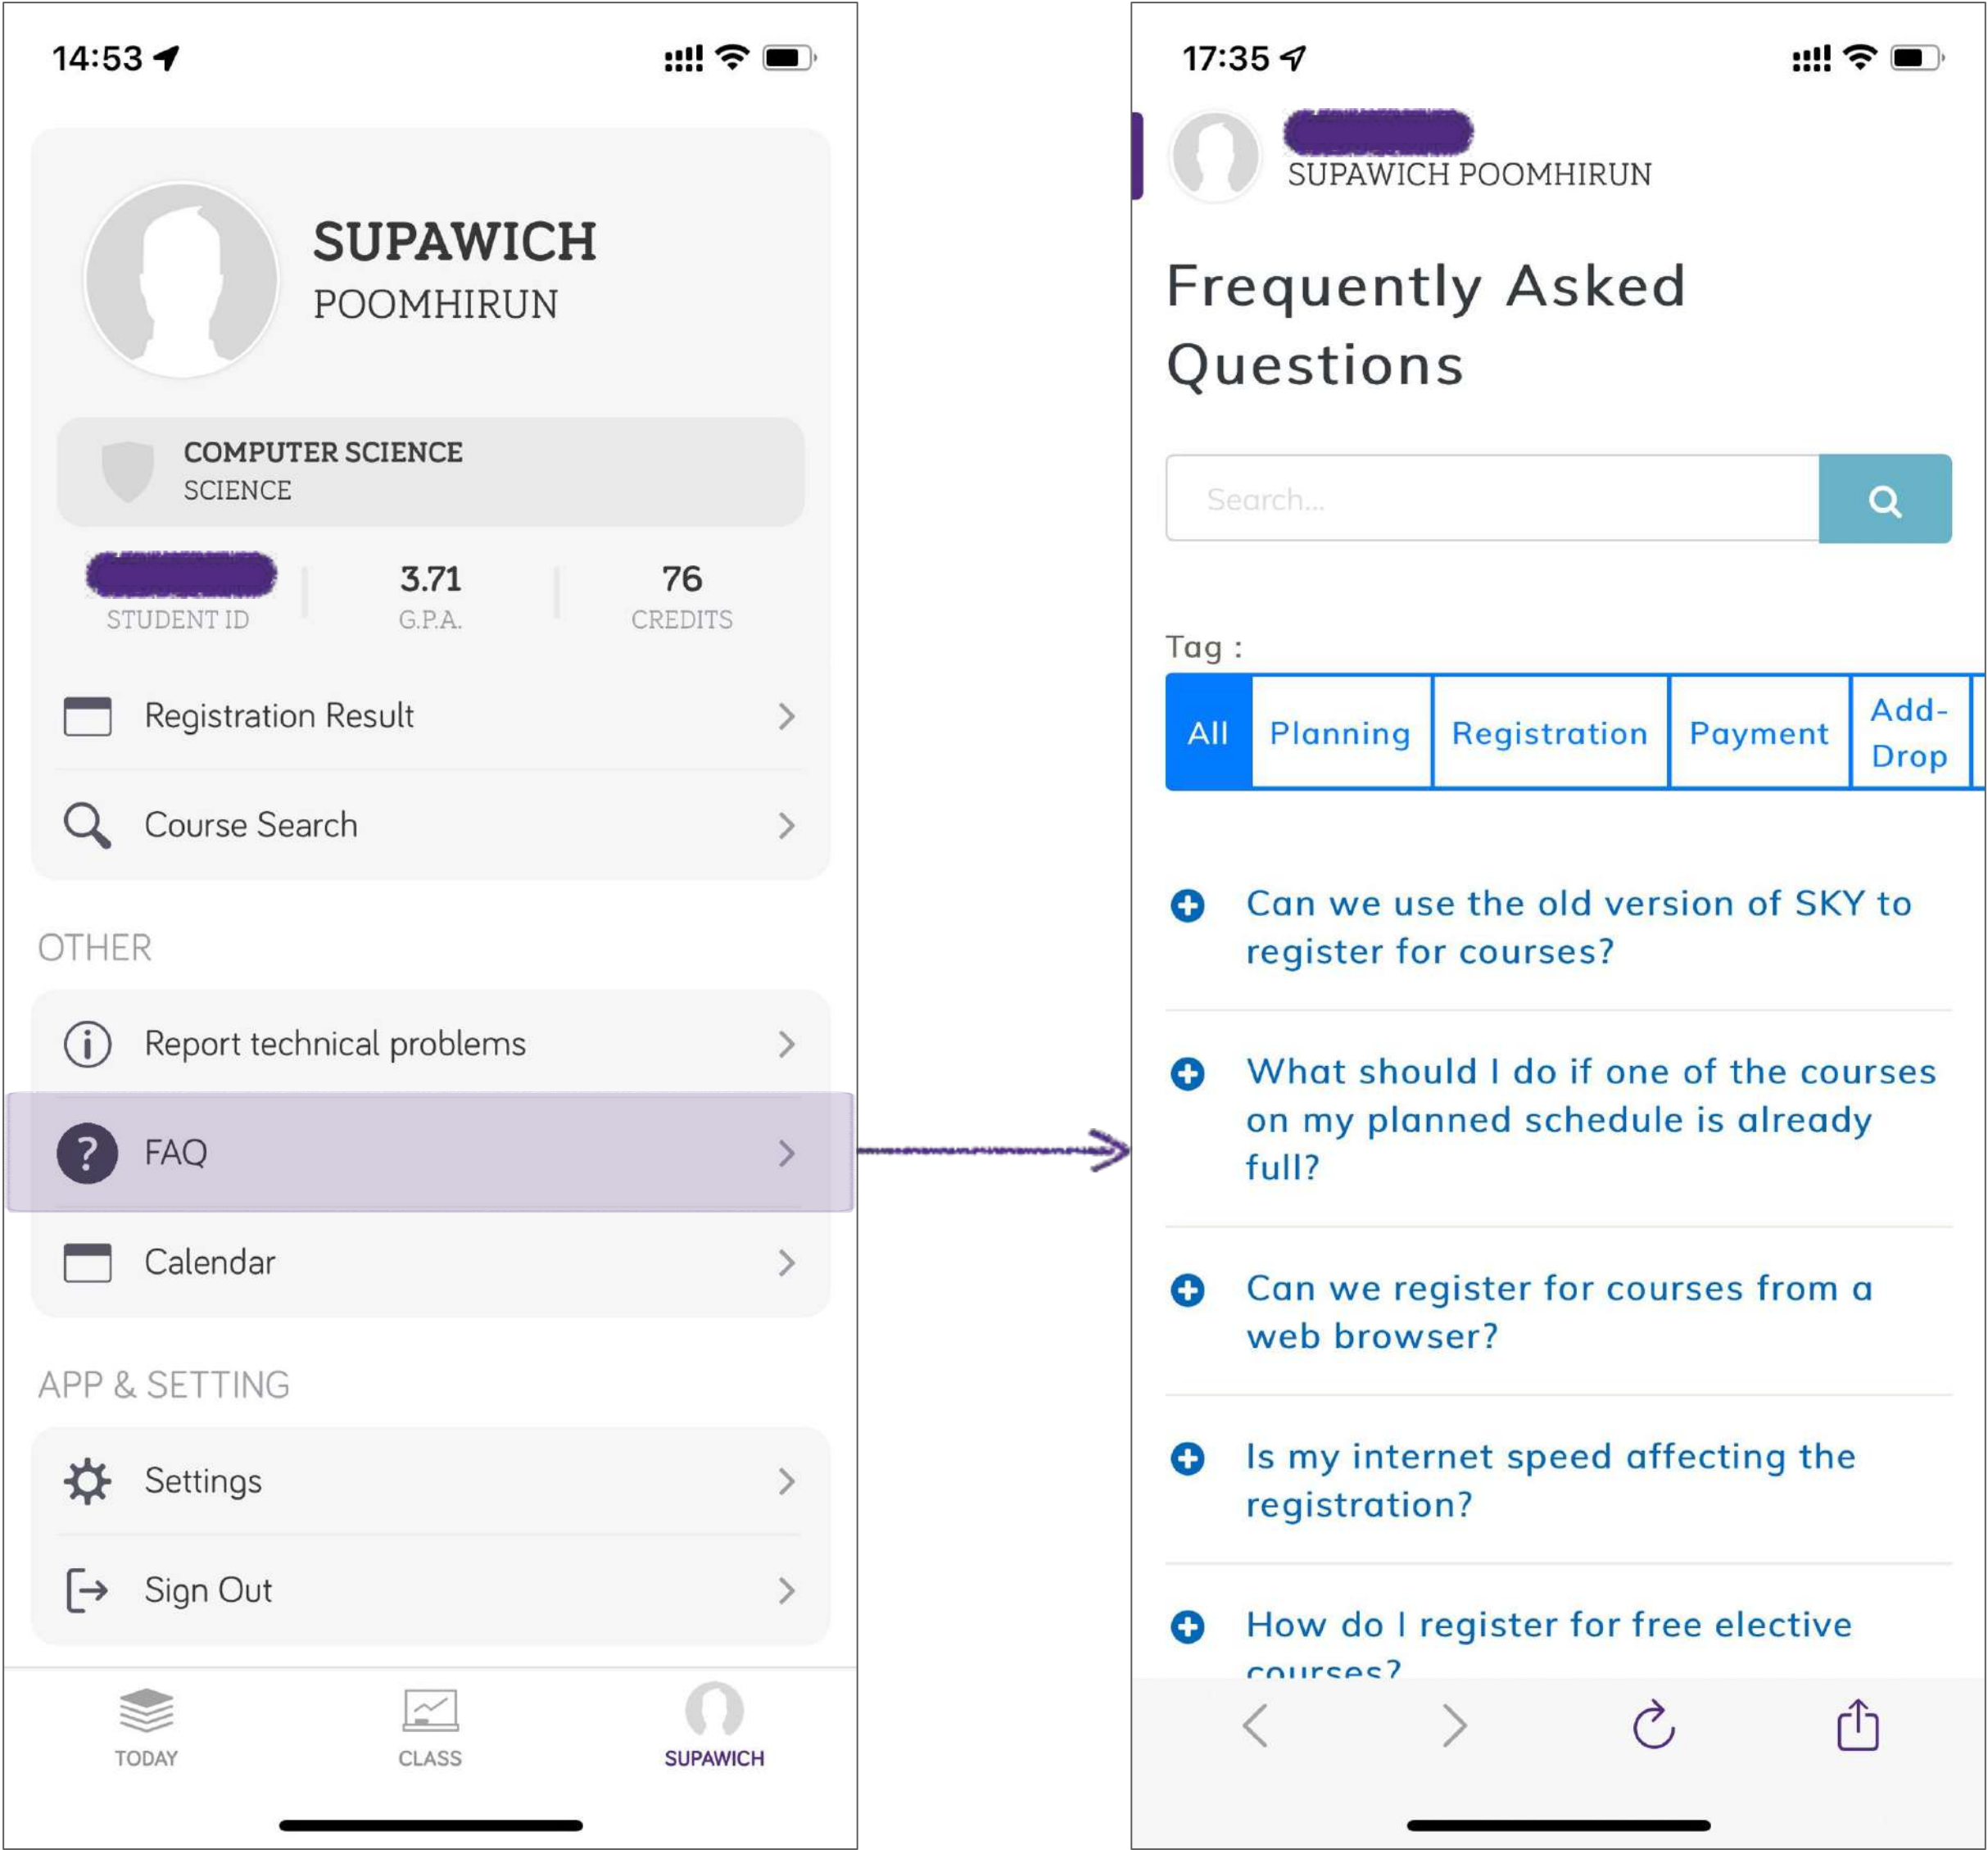 14:53
SUPAWICH
POOMHIRUN
COMPUTER SCIENCE
SCIENCE
3.71
76
STUDENT ID
G.P.A.
CREDITS
Registration Result
Course Search
OTHER
Report technical problems
FAQ
Calendar
APP & SETTING
Settings
Sign Out
TODAY
CLASS
SUPAWICH
17:35
SUPAWICH POOMHIRUN
Frequently Asked
Questions
Search...
Tag :
All
Planning
Registration
Payment
Add-
Drop
Can we use the old version of SKY to
register for courses?
What should I do if one of the courses
on my planned schedule is already
full?
Can we register for courses from a
web browser?
Is my internet speed affecting the
registration?
How do I register for free elective
courses?